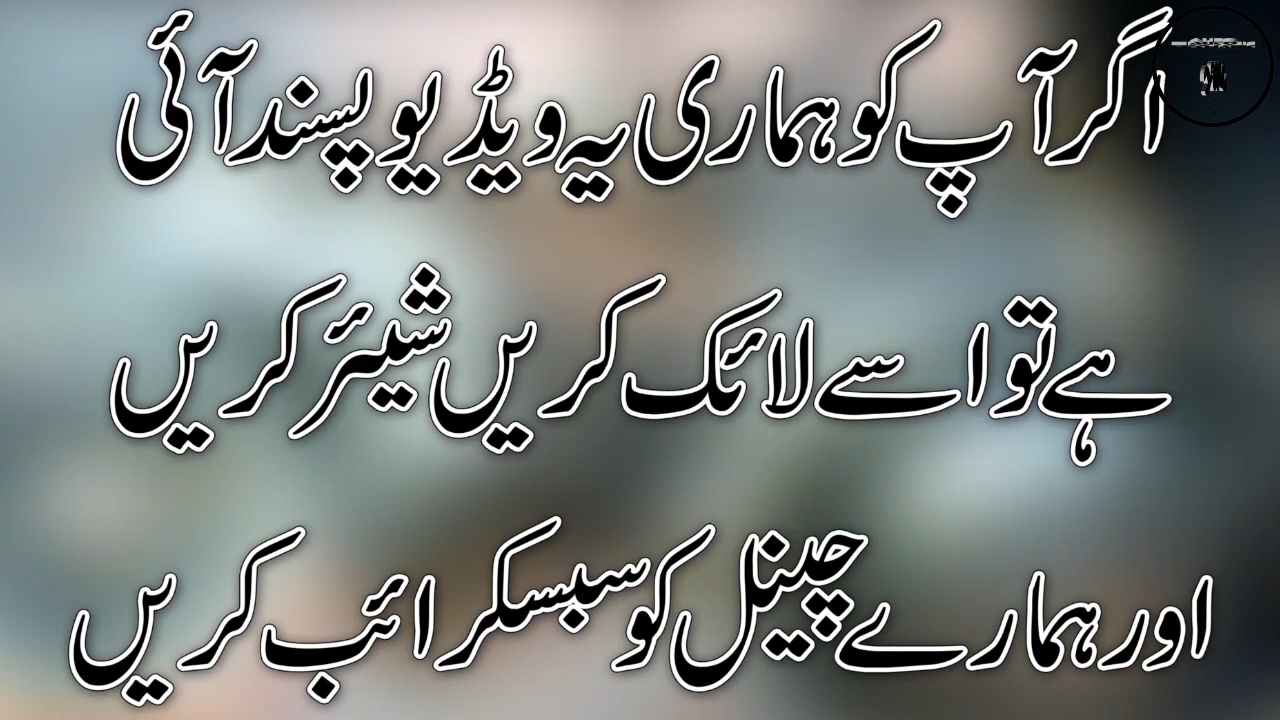 اگر آپ کو ہماری یہ ویڈیو پسند آئی
ہے تو اسے لائک کریں شیئر کریں
اور ہمارے چینل کو سبسکرائب کریں